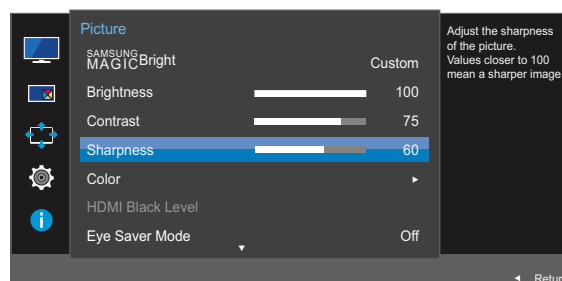 Picture
SAMSUNG
MAGIC Bright Custom
Brightness 100
Contrast 75
Sharpness 60
Color
HDMI Black Level
Eye Saver Mode Off
Adjust the sharpness
of the picture.
Values closer to 100
mean a sharper image
Retur